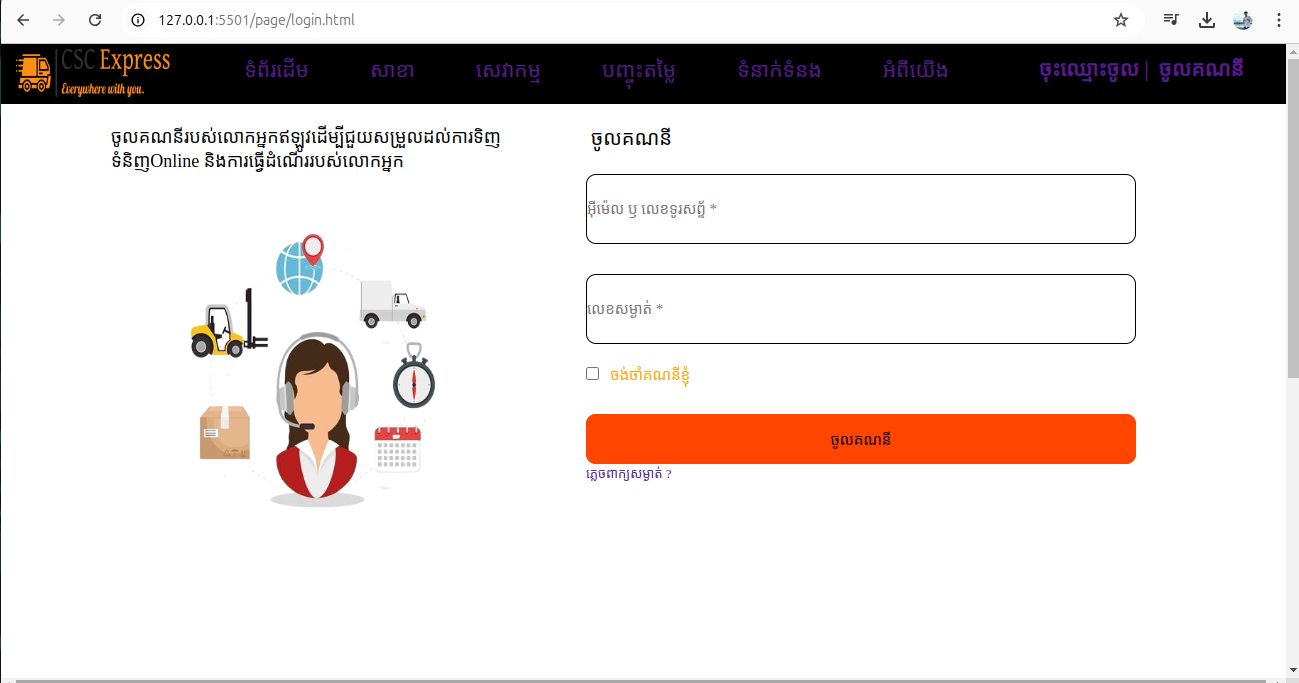 127.0.0.1:5501/page/login.html
CSC Express
Everywhere with you.
ទំព័រដើម សាខា សេវាកម្ម បញ្ចុះតម្លៃ ទំនាក់ទំនង អំពីយើង ចុះឈ្មោះចូល | ចូលគណនី
ចូលគណនីរបស់លោកអ្នកឥឡូវដើម្បីជួយសម្រួលដល់ការទិញ
ទំនិញOnline និងការធ្វើដំណើររបស់លោកអ្នក
ចូលគណនី
អ៊ីម៉េល ឬ លេខទូរសព្ទ័ *
លេខសម្ងាត់ *
ចង់ចាំគណនីខ្ញុំ
ចូលគណនី
ភ្លេចពាក្យសម្ងាត់ ?